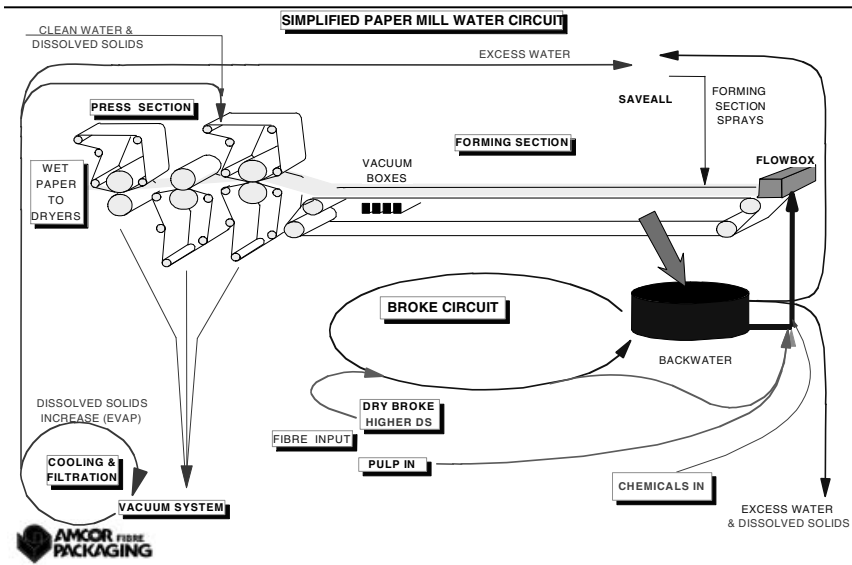 SIMPLIFIED PAPER MILL WATER CIRCUIT
CLEAN WATER &
DISSOLVED SOLIDS
EXCESS WATER
PRESS SECTION
SAVEALL
FORMING
SECTION
SPRAYS
FORMING SECTION
WET
PAPER
TO
DRYERS
VACUUM
BOXES
FLOWBOX
BROKE CIRCUIT
BACKWATER
DISSOLVED SOLIDS
INCREASE (EVAP)
DRY BROKE
HIGHER DS
FIBRE INPUT
COOLING &
FILTRATION
PULP IN
CHEMICALS IN
VACUUM SYSTEM
EXCESS WATER
& DISSOLVED SOLIDS
AMCOR FIBRE
PACKAGING